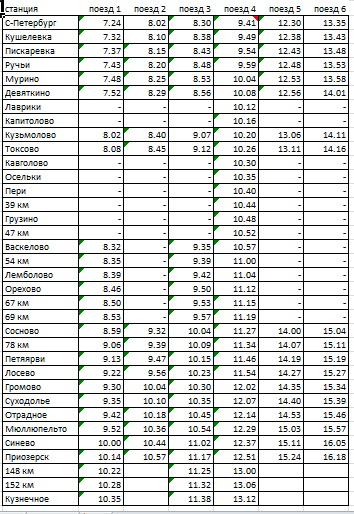 станция поезд 1 поезд 2 поезд 3 поезд 4 поезд 5 поезд 6
С-Петербург 7.24 8.02 8.30 9.41 12.30 13.35
Кушелевка 7.32 8.10 8.38 9.49 12.38 13.43
Пискаревка 7.37 8.15 8.43 9.54 12.43 13.48
Ручьи 7.43 8.20 8.48 9.59 12.48 13.53
Мурино 7.48 8.25 8.53 10.04 12.53 13.58
Девяткино 7.52 8.29 8.56 10.08 12.56 14.01
Лаврики - - - 10.12 - -
Капитолово - - - 10.16 - -
Кузьмолово 8.02 8.40 9.07 10.20 13.06 14.11
Токсово 8.08 8.45 9.12 10.26 13.11 14.16
Кавголово - - - 10.30 - -
Осельки - - - 10.35 - -
Пери - - - 10.40 - -
39 км - - - 10.44 - -
Грузино - - - 10.48 - -
47 км - - - 10.52 - -
Васкелово 8.32 - 9.35 10.57 - -
54 км 8.35 - 9.39 11.00 - -
Лемболово 8.39 - 9.42 11.04 - -
Орехово 8.46 - 9.50 11.12 - -
67 км 8.50 - 9.53 11.15 - -
69 км 8.53 - 9.57 11.19 - -
Сосново 8.59 9.32 10.04 11.27 14.00 15.04
78 км 9.06 9.39 10.09 11.34 14.07 15.11
Петяярви 9.13 9.47 10.15 11.46 14.19 15.19
Лосево 9.22 9.56 10.23 11.54 14.27 15.27
Громово 9.30 10.04 10.30 12.02 14.35 15.34
Суходолье 9.35 10.10 10.35 12.07 14.40 15.39
Отрадное 9.42 10.18 10.45 12.14 14.53 15.46
Мюллюпельто 9.52 10.36 10.54 12.29 15.03 15.57
Синево 10.00 10.44 11.02 12.37 15.11 16.05
Приозерск 10.14 10.57 11.17 12.51 15.24 16.18
148 км 10.22 11.25 13.00
152 км 10.28 11.32 13.06
Кузнечное 10.35 11.38 13.12